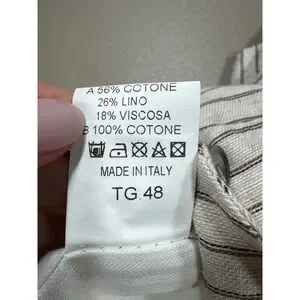 A 56% COTONE
26% LINO
18% VISCOSA
B 100% COTONE
MADE IN ITALY
TG 48